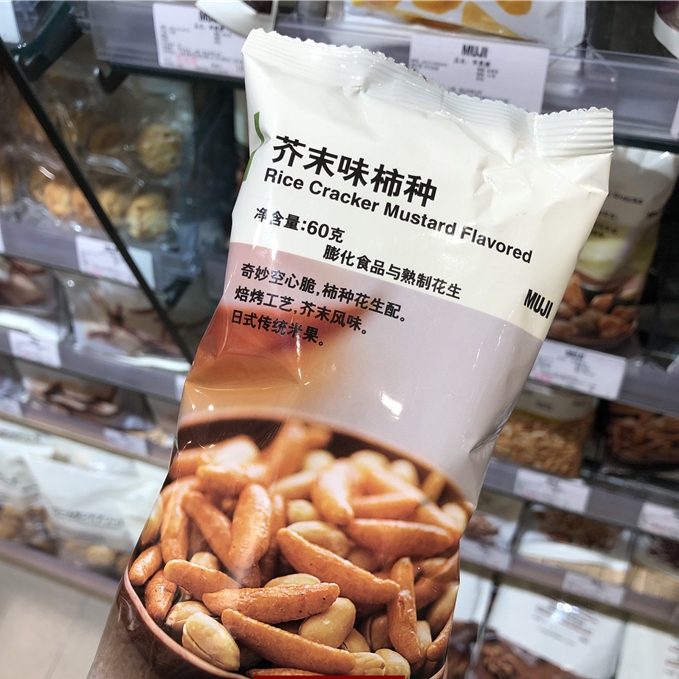 芥末味柿种
Rice Cracker Mustard Flavored
净含量:60克
膨化食品与熟制花生
奇妙空心脆,柿种花生配。
焙烤工艺,芥末风味。
日式传统米果。
MUJI
MUJI
MUJI
MUJI